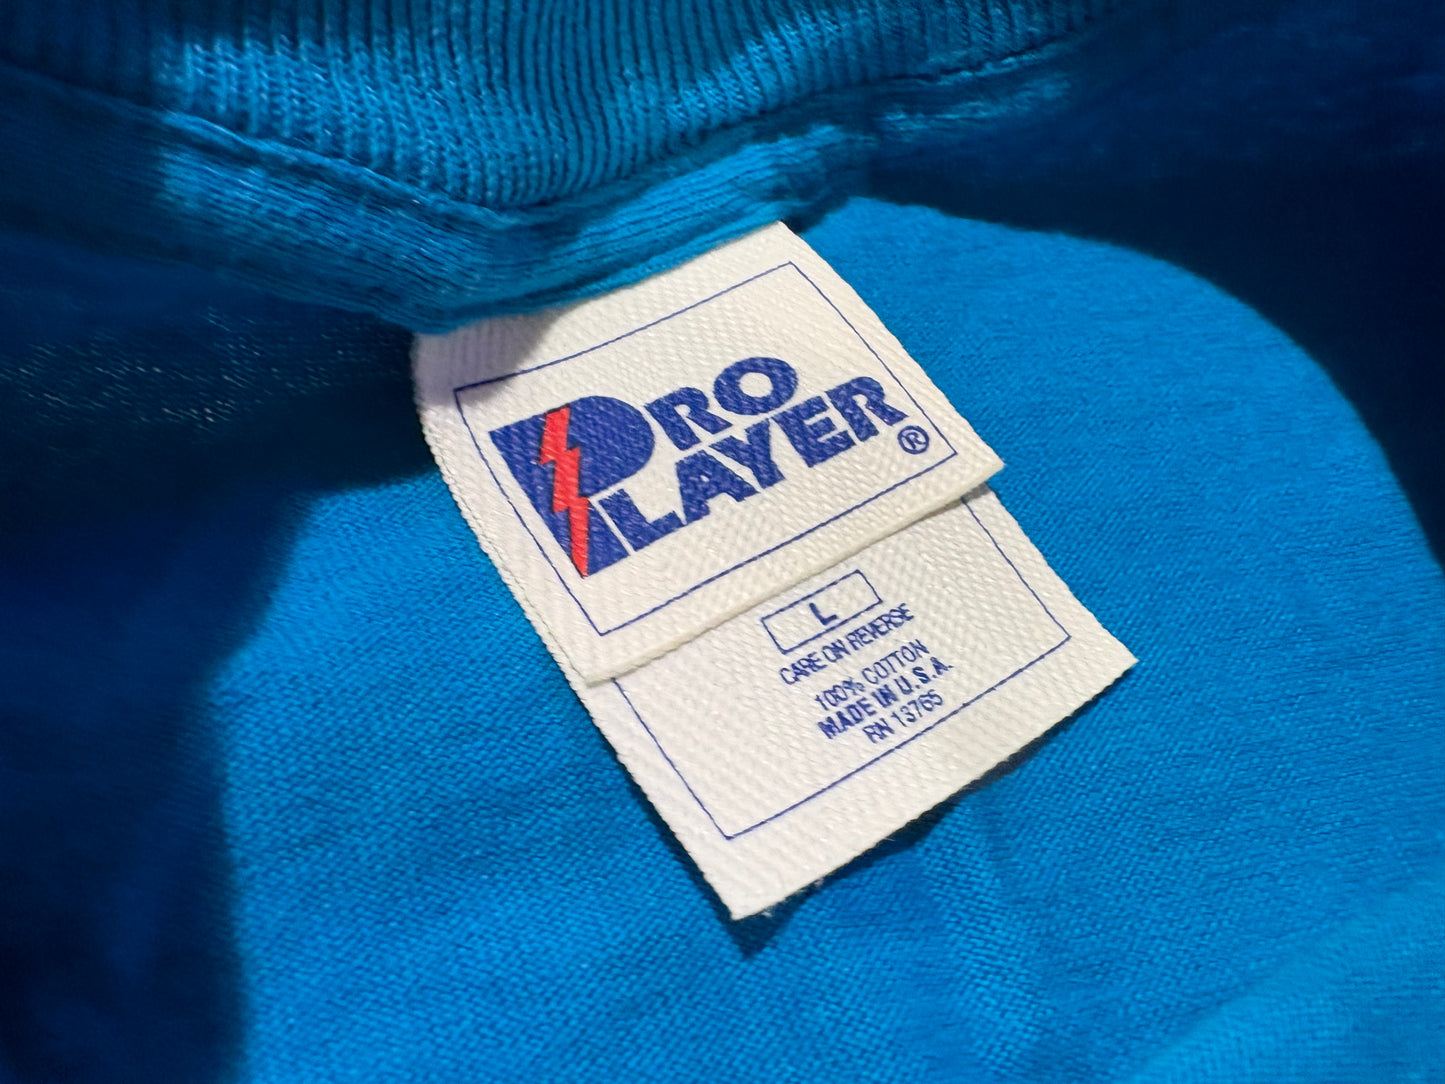 PRO
PLAYER®
L
CARE ON REVERSE
100% COTTON
MADE IN U.S.A.
RN 13765